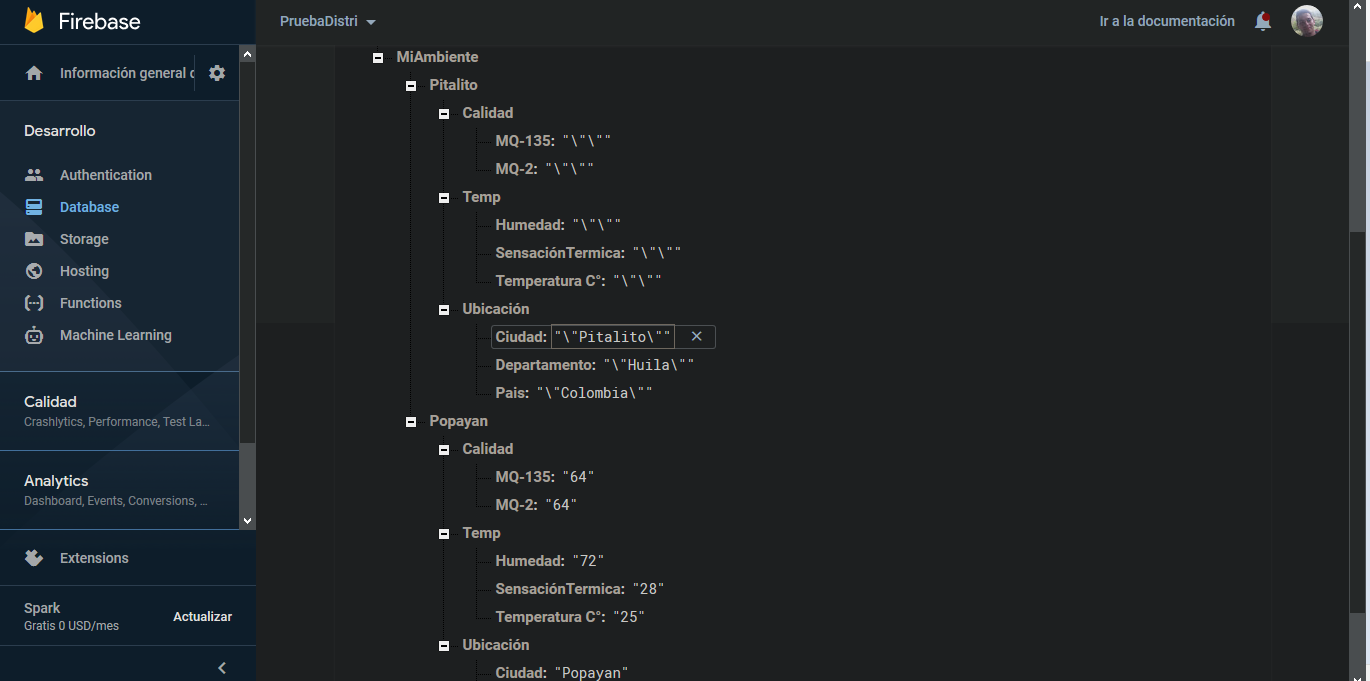 Firebase
PruebaDistri
Ir a la documentación
Información general d
Desarrollo
Authentication
Database
Storage
Hosting
Functions
Machine Learning
Calidad
Crashlytics, Performance, Test La...
Analytics
Dashboard, Events, Conversions, ...
Extensions
Spark
Gratis 0 USD/mes
Actualizar
MiAmbiente
Pitalito
Calidad
MQ-135: "\"\""
MQ-2: "\"\""
Temp
Humedad: "\"\""
SensaciónTermica: "\"\""
Temperatura C°: "\"\""
Ubicación
Ciudad: "\"Pitalito\""
Departamento: "\"Huila\""
Pais: "\"Colombia\""
Popayan
Calidad
MQ-135: "64"
MQ-2: "64"
Temp
Humedad: "72"
SensaciónTermica: "28"
Temperatura C°: "25"
Ubicación
Ciudad: "Popayan"